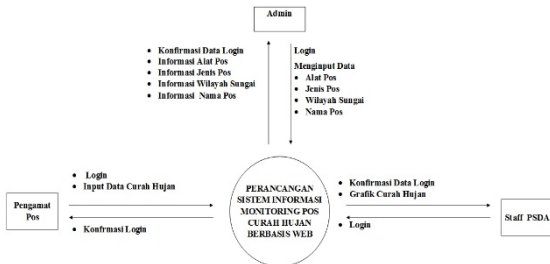 Admin
• Konfirmasi Data Login
• Informasi Alat Pos
• Informasi Jenis Pos
• Informasi Wilayah Sungai
• Informasi Nama Pos
Login
Menginput Data
• Alat Pos
• Jenis Pos
• Wilayah Sungai
• Nama Pos
• Login
• Input Data Curah Hujan
Pengamat
Pos
• Konfrmasi Login
PERANCANGAN
SISTEM INFORMASI
MONITORING POS
CURAH HUJAN
BERBASIS WEB
• Konfirmasi Data Login
• Grafik Curah Hujan
• Login
Staff PSDA